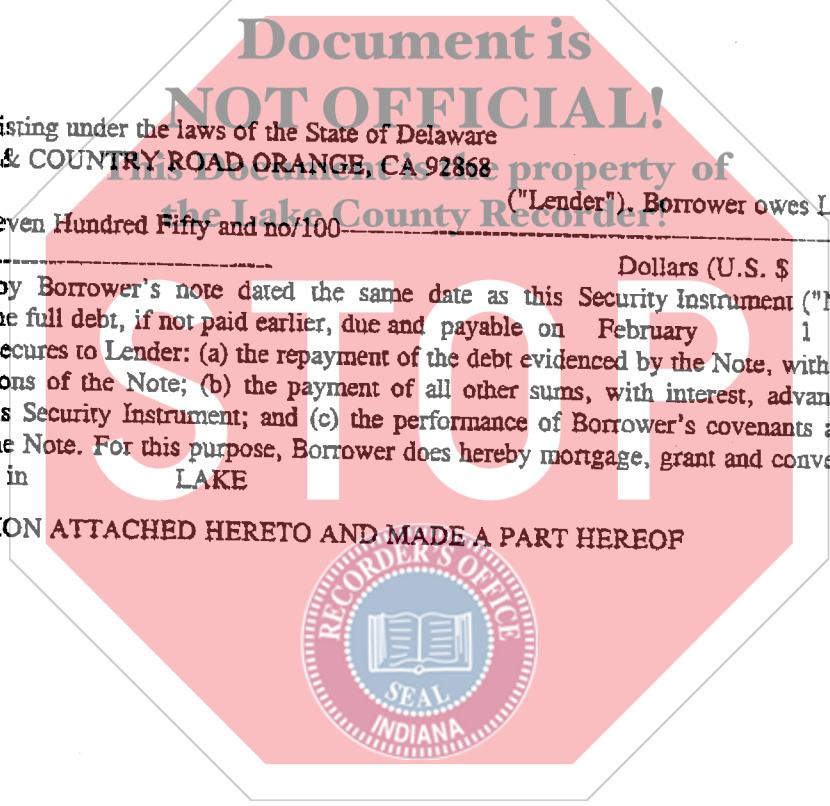 Document is
NOT OFFICIAL!
isting under the laws of the State of Delaware
& COUNTRY ROAD ORANGE, CA 92868
This Document is the property of
("Lender"). Borrower owes L
the Lake County Recorder!
even Hundred Fifty and no/100-----------------------------------------------
-----------------------------------
Dollars (U.S. $
by Borrower's note dated the same date as this Security Instrument ("N
he full debt, if not paid earlier, due and payable on February 1
ecures to Lender: (a) the repayment of the debt evidenced by the Note, with
ons of the Note; (b) the payment of all other sums, with interest, advan
s Security Instrument; and (c) the performance of Borrower's covenants a
he Note. For this purpose, Borrower does hereby mortgage, grant and conve
in LAKE
STOP
ION ATTACHED HERETO AND MADE A PART HEREOF
RECORDER'S OFFICE
SEAL
INDIANA